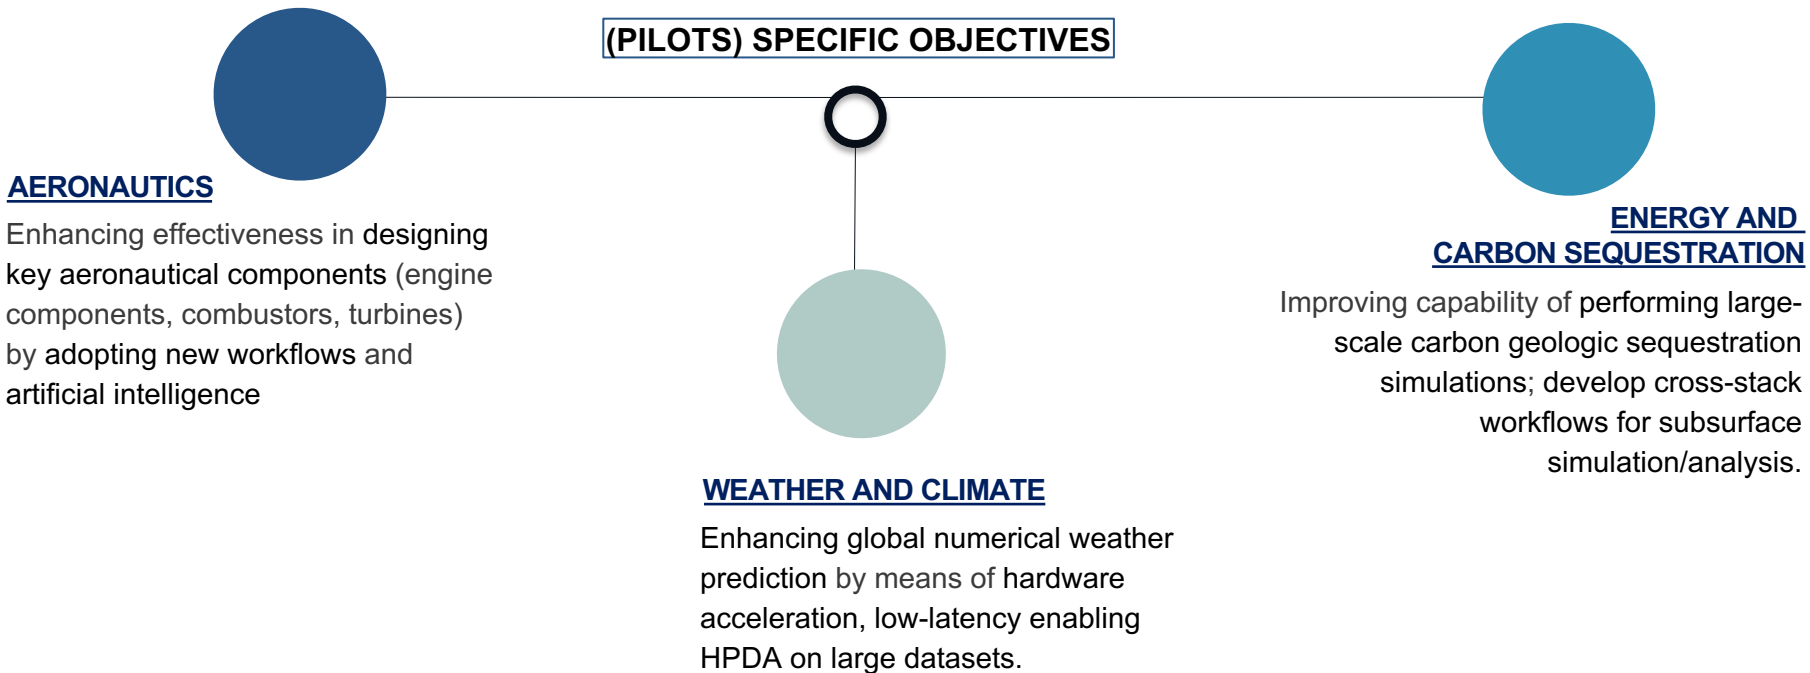 (PILOTS) SPECIFIC OBJECTIVES
AERONAUTICS
Enhancing effectiveness in designing
key aeronautical components (engine
components, combustors, turbines)
by adopting new workflows and
artificial intelligence
WEATHER AND CLIMATE
Enhancing global numerical weather
prediction by means of hardware
acceleration, low-latency enabling
HPDA on large datasets.
ENERGY AND
CARBON SEQUESTRATION
Improving capability of performing large-
scale carbon geologic sequestration
simulations; develop cross-stack
workflows for subsurface
simulation/analysis.